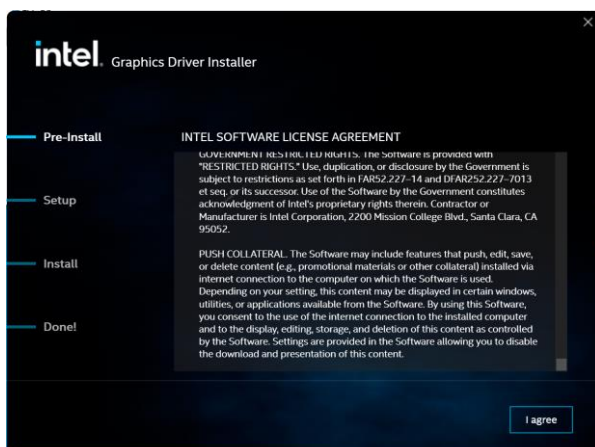 intel. Graphics Driver Installer
Pre-Install
Setup
Install
Done!
INTEL SOFTWARE LICENSE AGREEMENT
GOVERNMENT RESTRICTED RIGHTS. The Software is provided with
"RESTRICTED RIGHTS." Use, duplication, or disclosure by the Government is
subject to restrictions as set forth in FAR52.227–14 and DFAR252.227–7013
et seq. or its successor. Use of the Software by the Government constitutes
acknowledgment of Intel's proprietary rights therein. Contractor or
Manufacturer is Intel Corporation, 2200 Mission College Blvd., Santa Clara, CA
95052.
PUSH COLLATERAL. The Software may include features that push, edit, save,
or delete content (e.g., promotional materials or other collateral) installed via
internet connection to the computer on which the Software is used.
Depending on your setting, this content may be displayed in certain windows,
utilities, or applications available from the Software. By using this Software,
you consent to the use of the internet connection to the installed computer
and to the display, editing, storage, and deletion of this content as controlled
by the Software. Settings are provided in the Software allowing you to disable
the download and presentation of this content.
I agree